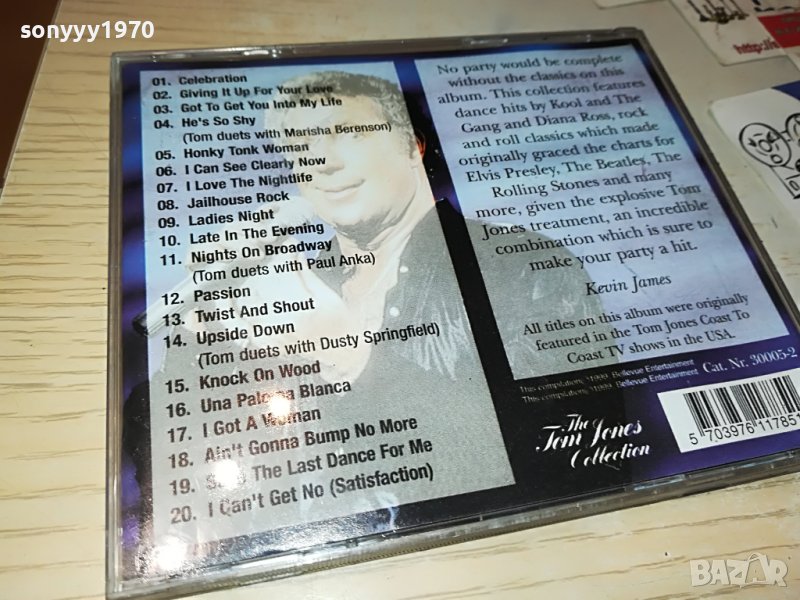 sonyyy1970
01. Celebration
02. Giving It Up For Your Love
03. Got To Get You Into My Life
04. He's So Shy
(Tom duets with Marisha Berenson)
05. Honky Tonk Woman
06. I Can See Clearly Now
07. I Love The Nightlife
08. Jailhouse Rock
09. Ladies Night
10. Late In The Evening
11. Nights On Broadway
(Tom duets with Paul Anka)
12. Passion
13. Twist And Shout
14. Upside Down
(Tom duets with Dusty Springfield)
15. Knock On Wood
16. Una Paloma Blanca
17. I Got A Woman
18. Ain't Gonna Bump No More
19. Save The Last Dance For Me
20. I Can't Get No (Satisfaction)
No party would be complete
without the classics on this
album. This collection features
dance hits by Kool and The
Gang and Diana Ross, rock
and roll classics which made
originally graced the charts for
Elvis Presley, The Beatles, The
Rolling Stones and many
more, given the explosive Tom
Jones treatment, an incredible
combination which is sure to
make your party a hit.
Kevin James
All titles on this album were originally
featured in the Tom Jones Coast To
Coast TV shows in the USA.
This compilation: ©1999. Bellevue Entertainment
This compilation: ©1999. Bellevue Entertainment
Cat. Nr. 30005-2
The
Tom Jones
Collection
5 703976 11785
BAZAR